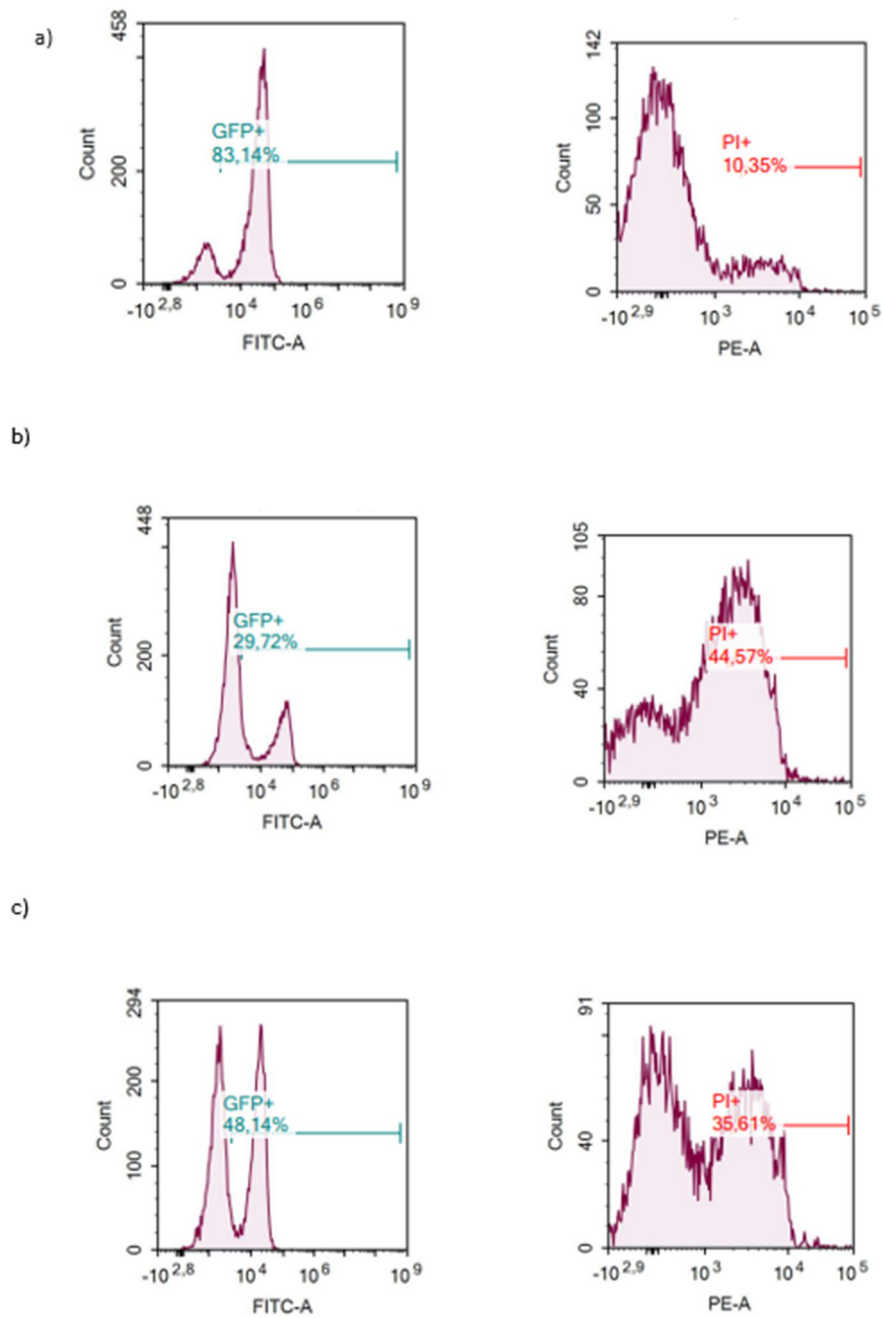 a)
458
200
0
Count
GFP+
83,14%
-10^2,8 10^4 10^6 10^9
FITC-A
142
100
50
0
Count
PI+
10,35%
-10^2,9 10^3 10^4 10^5
PE-A
b)
448
200
0
Count
GFP+
29,72%
-10^2,8 10^4 10^6 10^9
FITC-A
105
80
40
0
Count
PI+
44,57%
-10^2,9 10^3 10^4 10^5
PE-A
c)
294
200
100
0
Count
GFP+
48,14%
-10^2,8 10^4 10^6 10^9
FITC-A
91
40
0
Count
PI+
35,61%
-10^2,9 10^3 10^4 10^5
PE-A